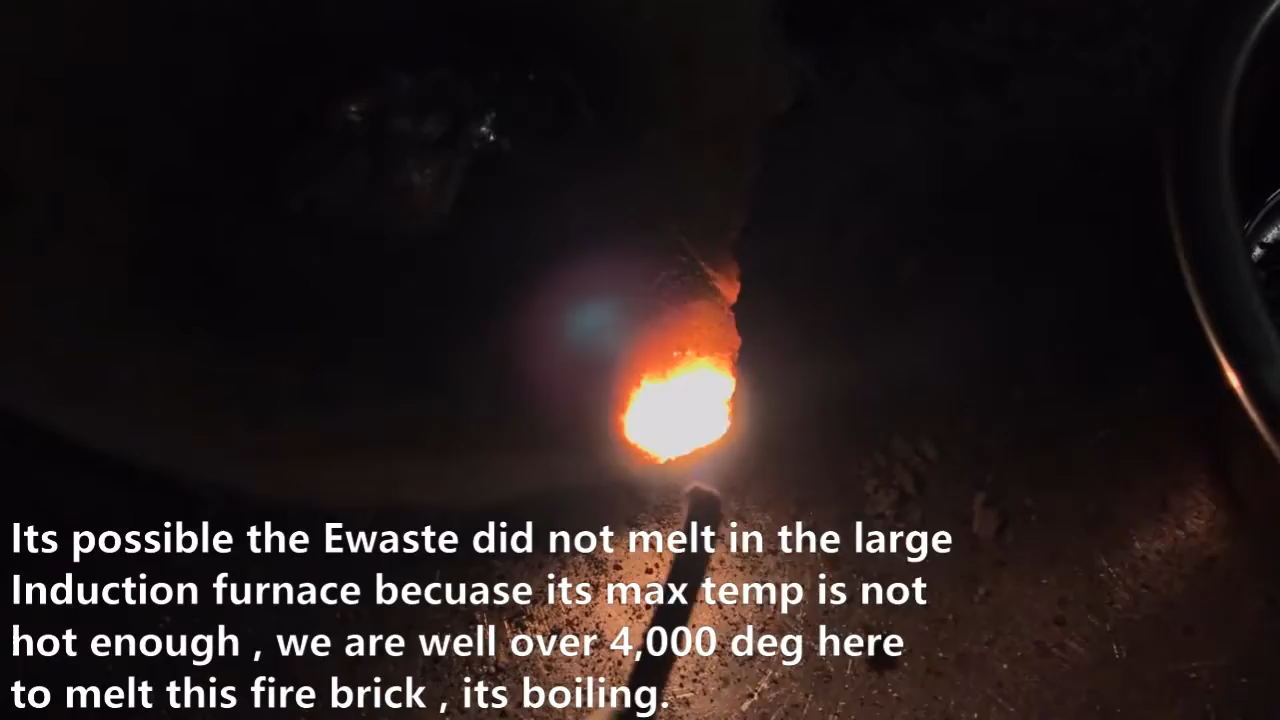 Its possible the Ewaste did not melt in the large
Induction furnace becuase its max temp is not
hot enough , we are well over 4,000 deg here
to melt this fire brick , its boiling.